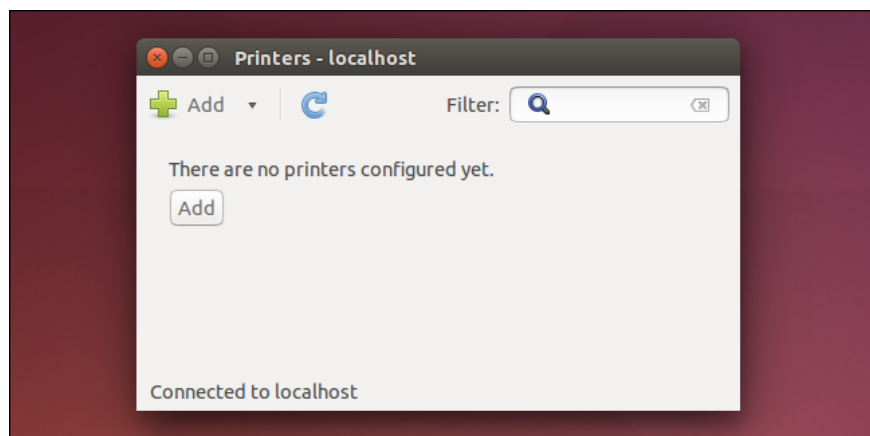 Printers - localhost
Add Filter:
There are no printers configured yet.
Add
Connected to localhost